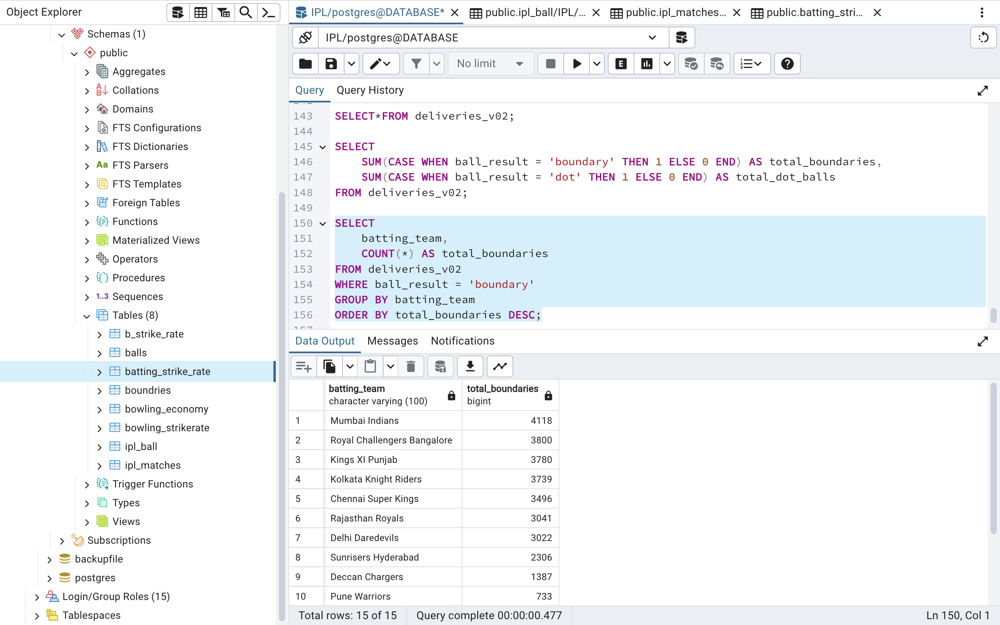 Object Explorer
Schemas (1)
public
Aggregates
Collations
Domains
FTS Configurations
FTS Dictionaries
Aa FTS Parsers
FTS Templates
Foreign Tables
Functions
Materialized Views
Operators
Procedures
1..3 Sequences
Tables (8)
b_strike_rate
balls
batting_strike_rate
boundries
bowling_economy
bowling_strikerate
ipl_ball
ipl_matches
Trigger Functions
Types
Views
Subscriptions
backupfile
postgres
Login/Group Roles (15)
Tablespaces
IPL/postgres@DATABASE* public.ipl_ball/IPL/... public.ipl_matches... public.batting_stri...
IPL/postgres@DATABASE
No limit E
Query Query History
143 SELECT*FROM deliveries_v02;
144
145 SELECT
146 SUM(CASE WHEN ball_result = 'boundary' THEN 1 ELSE 0 END) AS total_boundaries,
147 SUM(CASE WHEN ball_result = 'dot' THEN 1 ELSE 0 END) AS total_dot_balls
148 FROM deliveries_v02;
149
150 SELECT
151 batting_team,
152 COUNT(*) AS total_boundaries
153 FROM deliveries_v02
154 WHERE ball_result = 'boundary'
155 GROUP BY batting_team
156 ORDER BY total_boundaries DESC;
157
Data Output Messages Notifications
batting_team total_boundaries
character varying (100) bigint
1 Mumbai Indians 4118
2 Royal Challengers Bangalore 3800
3 Kings XI Punjab 3780
4 Kolkata Knight Riders 3739
5 Chennai Super Kings 3496
6 Rajasthan Royals 3041
7 Delhi Daredevils 3022
8 Sunrisers Hyderabad 2306
9 Deccan Chargers 1387
10 Pune Warriors 733
Total rows: 15 of 15 Query complete 00:00:00.477 Ln 150, Col 1